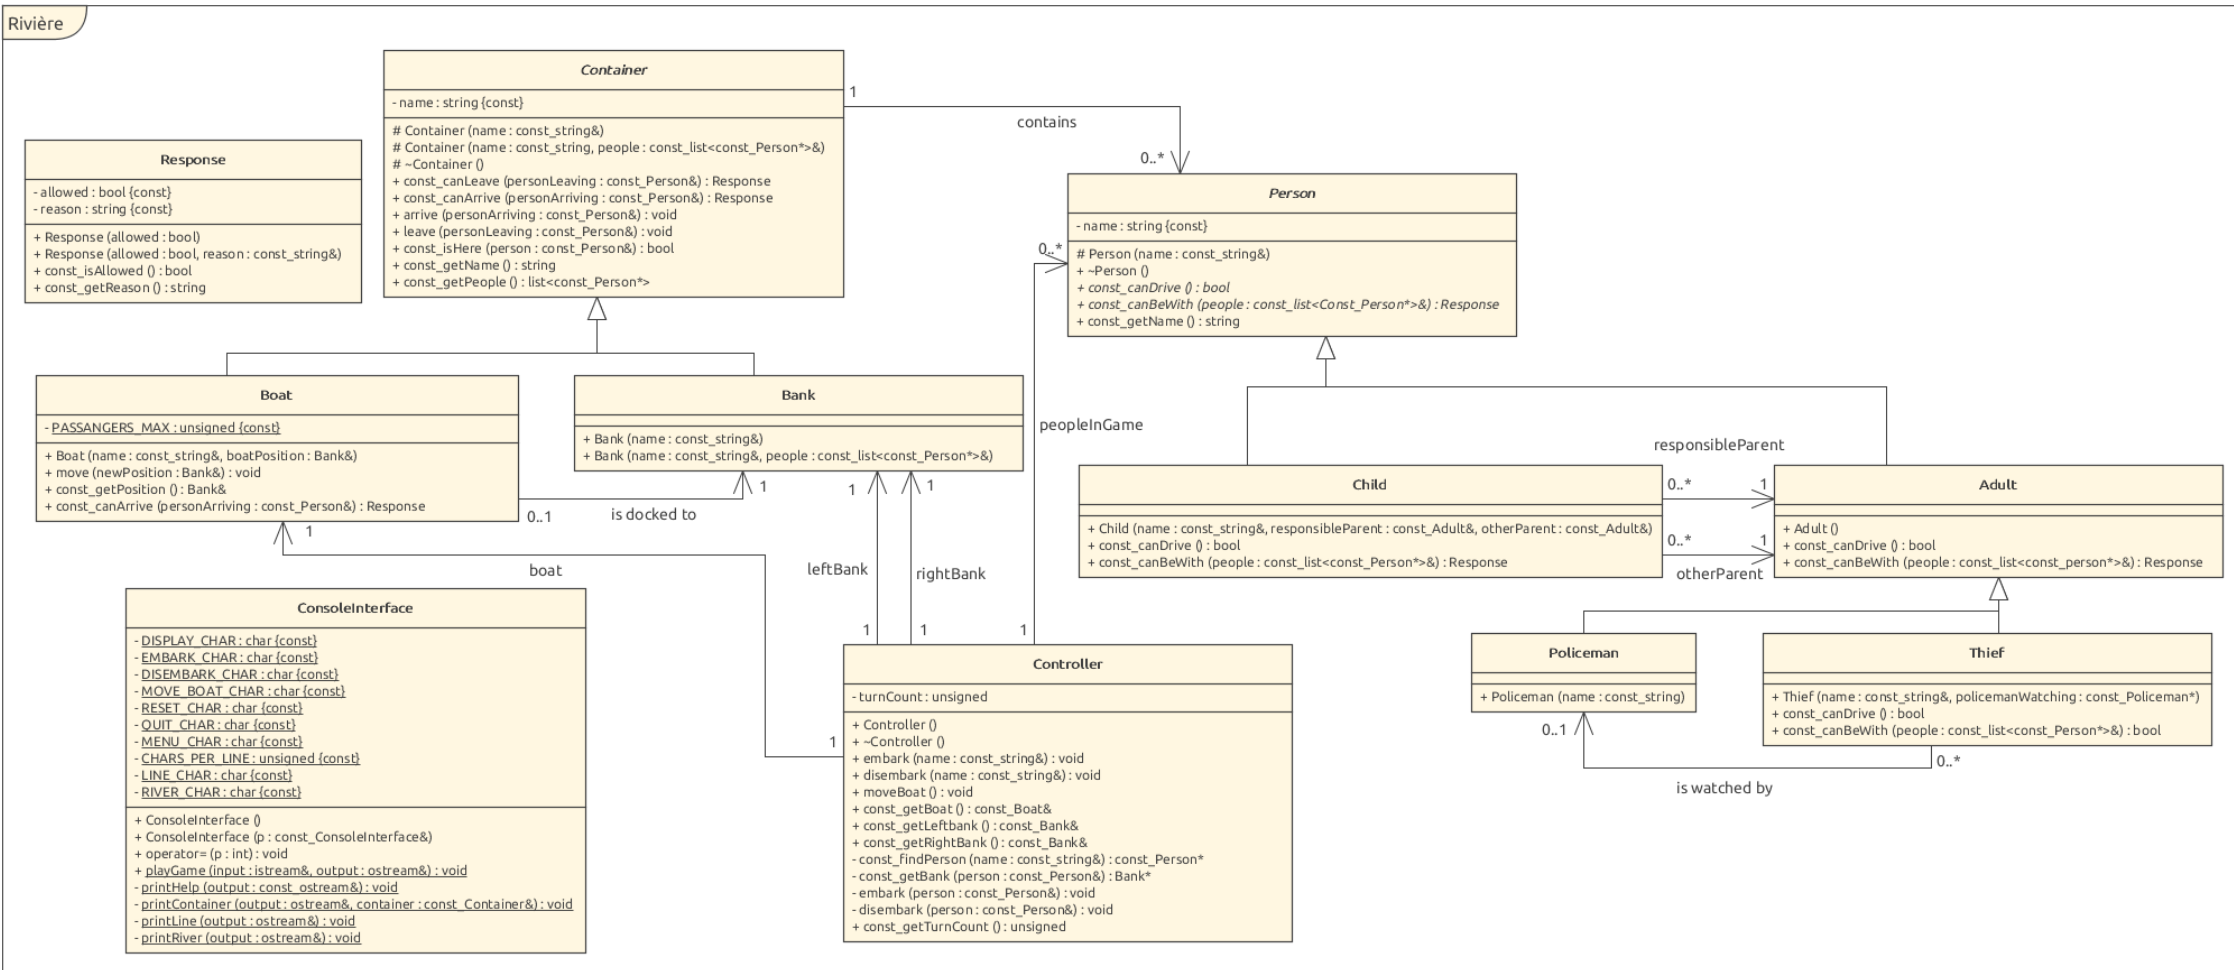 Rivière
Container
- name : string {const}
# Container (name : const_string&)
# Container (name : const_string, people : const_list<const_Person*>&)
# ~Container ()
+ const_canLeave (personLeaving : const_Person&) : Response
+ const_canArrive (personArriving : const_Person&) : Response
+ arrive (personArriving : const_Person&) : void
+ leave (personLeaving : const_Person&) : void
+ const_isHere (person : const_Person&) : bool
+ const_getName () : string
+ const_getPeople () : list<const_Person*>
1
contains
0..*
Response
- allowed : bool {const}
- reason : string {const}
+ Response (allowed : bool)
+ Response (allowed : bool, reason : const_string&)
+ const_isAllowed () : bool
+ const_getReason () : string
Person
- name : string {const}
# Person (name : const_string&)
+ ~Person ()
+ const_canDrive () : bool
+ const_canBeWith (people : const_list<Const_Person*>&) : Response
+ const_getName () : string
0..*
peopleInGame
1
Boat
- PASSANGERS_MAX : unsigned {const}
+ Boat (name : const_string&, boatPosition : Bank&)
+ move (newPosition : Bank&) : void
+ const_getPosition () : Bank&
+ const_canArrive (personArriving : const_Person&) : Response
Bank
+ Bank (name : const_string&)
+ Bank (name : const_string&, people : const_list<const_Person*>&)
0..1
is docked to
1
1
leftBank
1
1
rightBank
1
1
boat
1
Child
+ Child (name : const_string&, responsibleParent : const_Adult&, otherParent : const_Adult&)
+ const_canDrive () : bool
+ const_canBeWith (people : const_list<const_Person*>&) : Response
responsibleParent
0..*
1
0..*
1
otherParent
Adult
+ Adult ()
+ const_canDrive () : bool
+ const_canBeWith (people : const_list<const_person*>&) : Response
ConsoleInterface
- DISPLAY_CHAR : char {const}
- EMBARK_CHAR : char {const}
- DISEMBARK_CHAR : char {const}
- MOVE_BOAT_CHAR : char {const}
- RESET_CHAR : char {const}
- QUIT_CHAR : char {const}
- MENU_CHAR : char {const}
- CHARS_PER_LINE : unsigned {const}
- LINE_CHAR : char {const}
- RIVER_CHAR : char {const}
+ ConsoleInterface ()
+ ConsoleInterface (p : const_ConsoleInterface&)
+ operator= (p : int) : void
+ playGame (input : istream&, output : ostream&) : void
- printHelp (output : const_ostream&) : void
- printContainer (output : ostream&, container : const_Container&) : void
- printLine (output : ostream&) : void
- printRiver (output : ostream&) : void
Controller
- turnCount : unsigned
+ Controller ()
+ ~Controller ()
+ embark (name : const_string&) : void
+ disembark (name : const_string&) : void
+ moveBoat () : void
+ const_getBoat () : const_Boat&
+ const_getLeftbank () : const_Bank&
+ const_getRightBank () : const_Bank&
- const_findPerson (name : const_string&) : const_Person*
- const_getBank (person : const_Person&) : Bank*
- embark (person : const_Person&) : void
- disembark (person : const_Person&) : void
+ const_getTurnCount () : unsigned
Policeman
+ Policeman (name : const_string)
Thief
+ Thief (name : const_string&, policemanWatching : const_Policeman*)
+ const_canDrive () : bool
+ const_canBeWith (people : const_list<const_Person*>&) : bool
0..1
0..*
is watched by